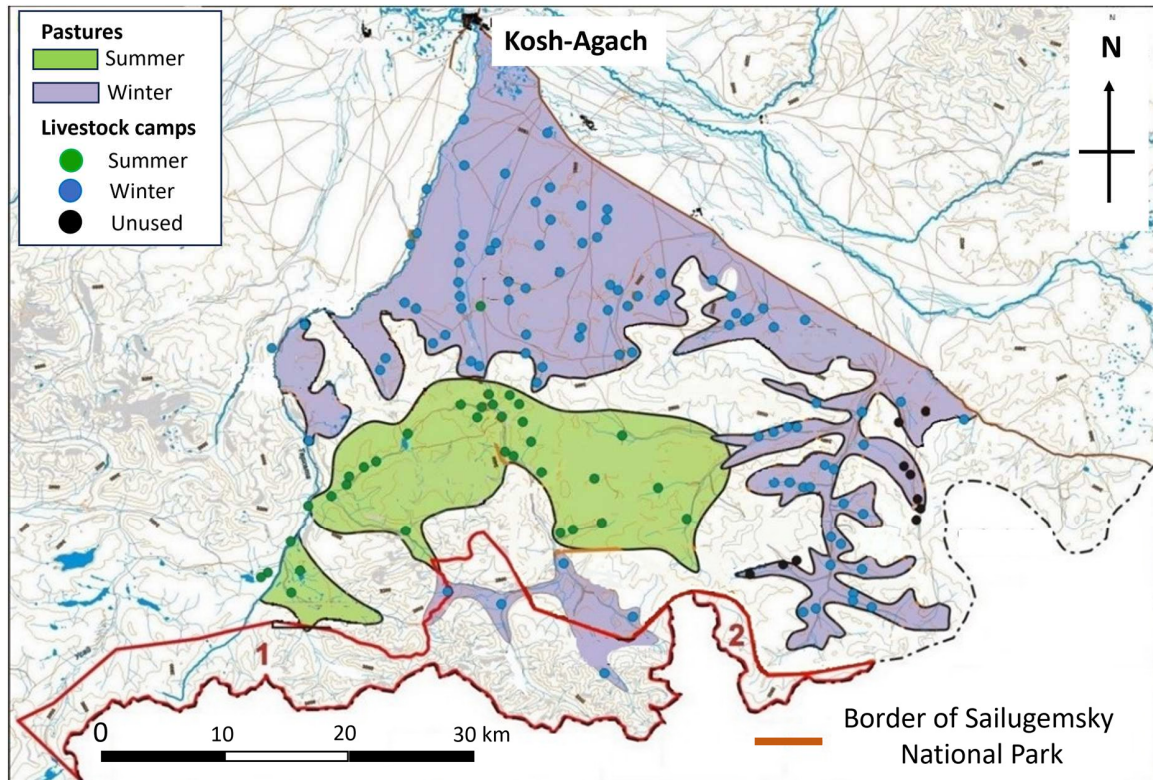 Pastures
Summer
Winter
Livestock camps
Summer
Winter
Unused
Kosh-Agach
N
N
1
2
0 10 20 30 km
Border of Sailugemsky
National Park